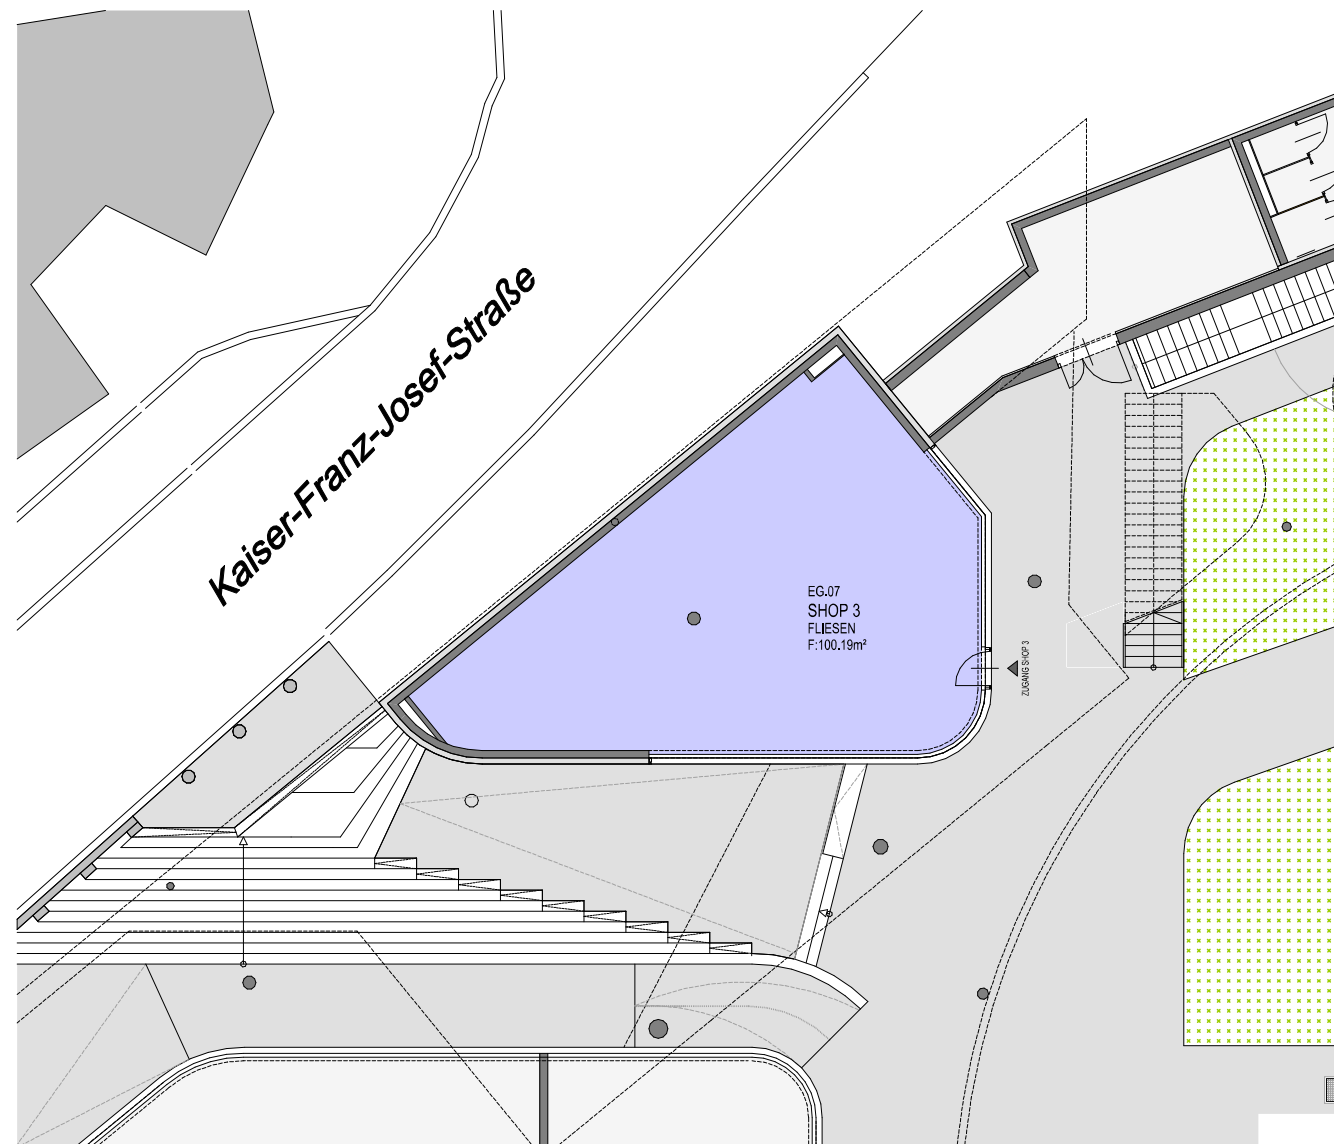 Kaiser-Franz-Josef-Straße
EG.07
SHOP 3
FLIESEN
F:100.19m²
ZUGANG SHOP 3